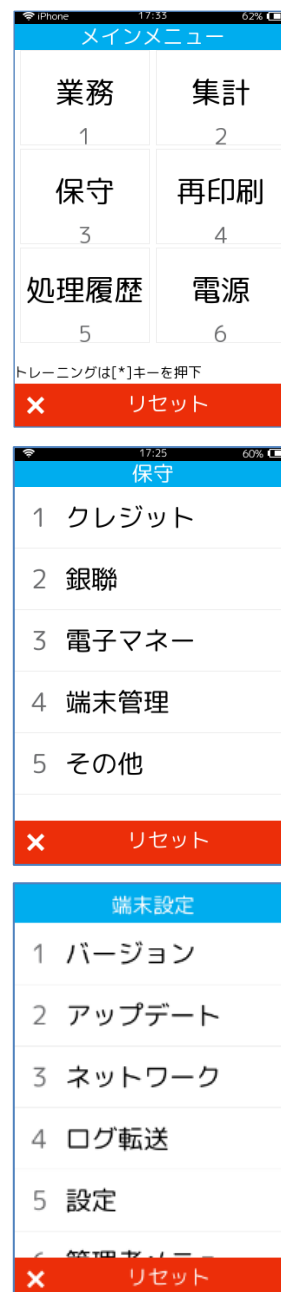 iPhone 17:33 62%
メインメニュー
業務 集計
1 2
保守 再印刷
3 4
処理履歴 電源
5 6
トレーニングは[*]キーを押下
× リセット
17:25 60%
保守
1 クレジット
2 銀聯
3 電子マネー
4 端末管理
5 その他
× リセット
端末設定
1 バージョン
2 アップデート
3 ネットワーク
4 ログ転送
5 設定
× リセット